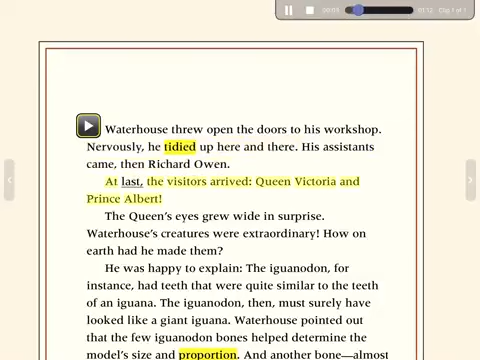 00:05 01:12 Clip 1 of 1
Waterhouse threw open the doors to his workshop.
Nervously, he tidied up here and there. His assistants
came, then Richard Owen.
At last, the visitors arrived: Queen Victoria and
Prince Albert!
The Queen's eyes grew wide in surprise.
Waterhouse's creatures were extraordinary! How on
earth had he made them?
He was happy to explain: The iguanodon, for
instance, had teeth that were quite similar to the teeth
of an iguana. The iguanodon, then, must surely have
looked like a giant iguana. Waterhouse pointed out
that the few iguanodon bones helped determine the
model's size and proportion. And another bone—almost